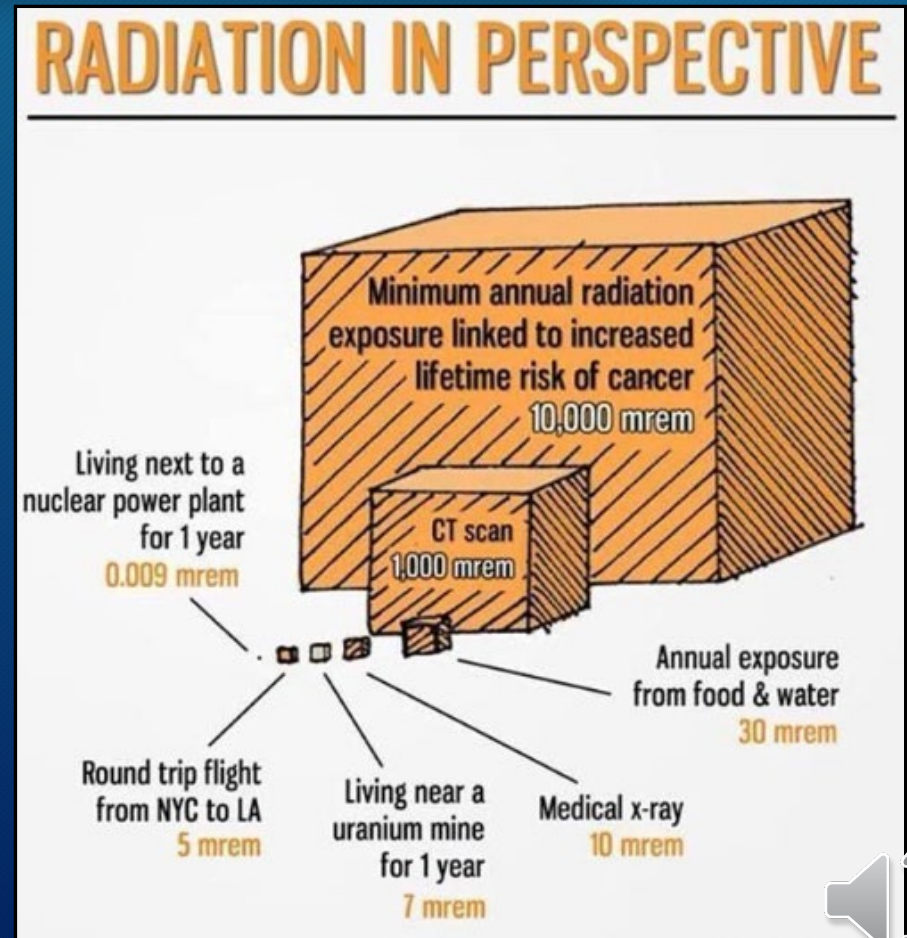 RADIATION IN PERSPECTIVE
Minimum annual radiation
exposure linked to increased
lifetime risk of cancer
10,000 mrem
CT scan
1,000 mrem
Living next to a
nuclear power plant
for 1 year
0.009 mrem
Round trip flight
from NYC to LA
5 mrem
Living near a
uranium mine
for 1 year
7 mrem
Medical x-ray
10 mrem
Annual exposure
from food & water
30 mrem